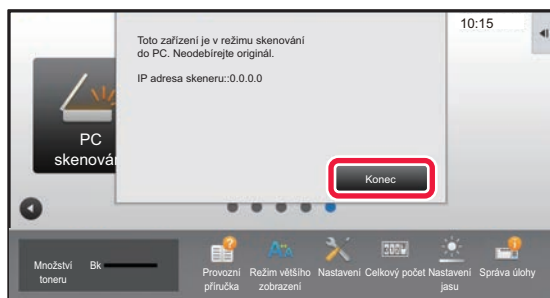 10:15
Toto zařízení je v režimu skenování
do PC. Neodebírejte originál.
IP adresa skeneru::0.0.0.0
PC
skenová
Konec
Množství
toneru
Bk
Provozní
příručka
Režim většího
zobrazení
Nastavení
Celkový počet
Nastavení
jasu
Správa úlohy